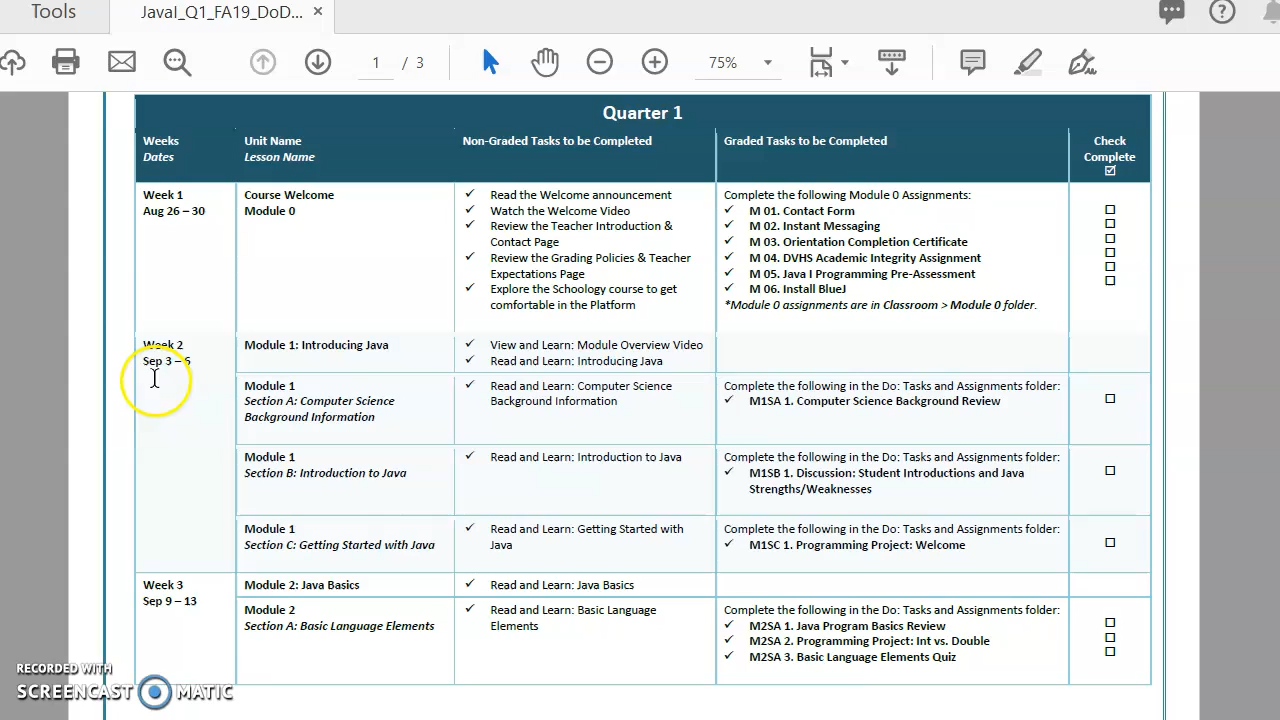 Tools
JavaI_Q1_FA19_DoD... ×
1 / 3
75%
Quarter 1
Weeks
Dates
Unit Name
Lesson Name
Non-Graded Tasks to be Completed
Graded Tasks to be Completed
Check
Complete
☑
Week 1
Aug 26 – 30
Course Welcome
Module 0
✓ Read the Welcome announcement
✓ Watch the Welcome Video
✓ Review the Teacher Introduction &
Contact Page
✓ Review the Grading Policies & Teacher
Expectations Page
✓ Explore the Schoology course to get
comfortable in the Platform
Complete the following Module 0 Assignments:
✓ M 01. Contact Form
✓ M 02. Instant Messaging
✓ M 03. Orientation Completion Certificate
✓ M 04. DVHS Academic Integrity Assignment
✓ M 05. Java I Programming Pre-Assessment
✓ M 06. Install BlueJ
*Module 0 assignments are in Classroom > Module 0 folder.
Week 2
Sep 3 – 6
Module 1: Introducing Java
✓ View and Learn: Module Overview Video
✓ Read and Learn: Introducing Java
Module 1
Section A: Computer Science
Background Information
✓ Read and Learn: Computer Science
Background Information
Complete the following in the Do: Tasks and Assignments folder:
✓ M1SA 1. Computer Science Background Review
Module 1
Section B: Introduction to Java
✓ Read and Learn: Introduction to Java
Complete the following in the Do: Tasks and Assignments folder:
✓ M1SB 1. Discussion: Student Introductions and Java
Strengths/Weaknesses
Module 1
Section C: Getting Started with Java
✓ Read and Learn: Getting Started with
Java
Complete the following in the Do: Tasks and Assignments folder:
✓ M1SC 1. Programming Project: Welcome
Week 3
Sep 9 – 13
Module 2: Java Basics
✓ Read and Learn: Java Basics
Module 2
Section A: Basic Language Elements
✓ Read and Learn: Basic Language
Elements
Complete the following in the Do: Tasks and Assignments folder:
✓ M2SA 1. Java Program Basics Review
✓ M2SA 2. Programming Project: Int vs. Double
✓ M2SA 3. Basic Language Elements Quiz
RECORDED WITH
SCREENCAST MATIC